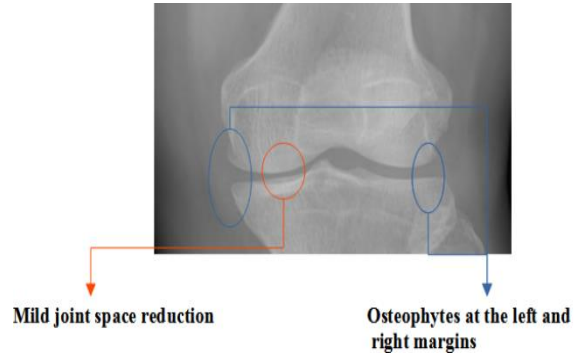 Mild joint space reduction
Osteophytes at the left and
right margins